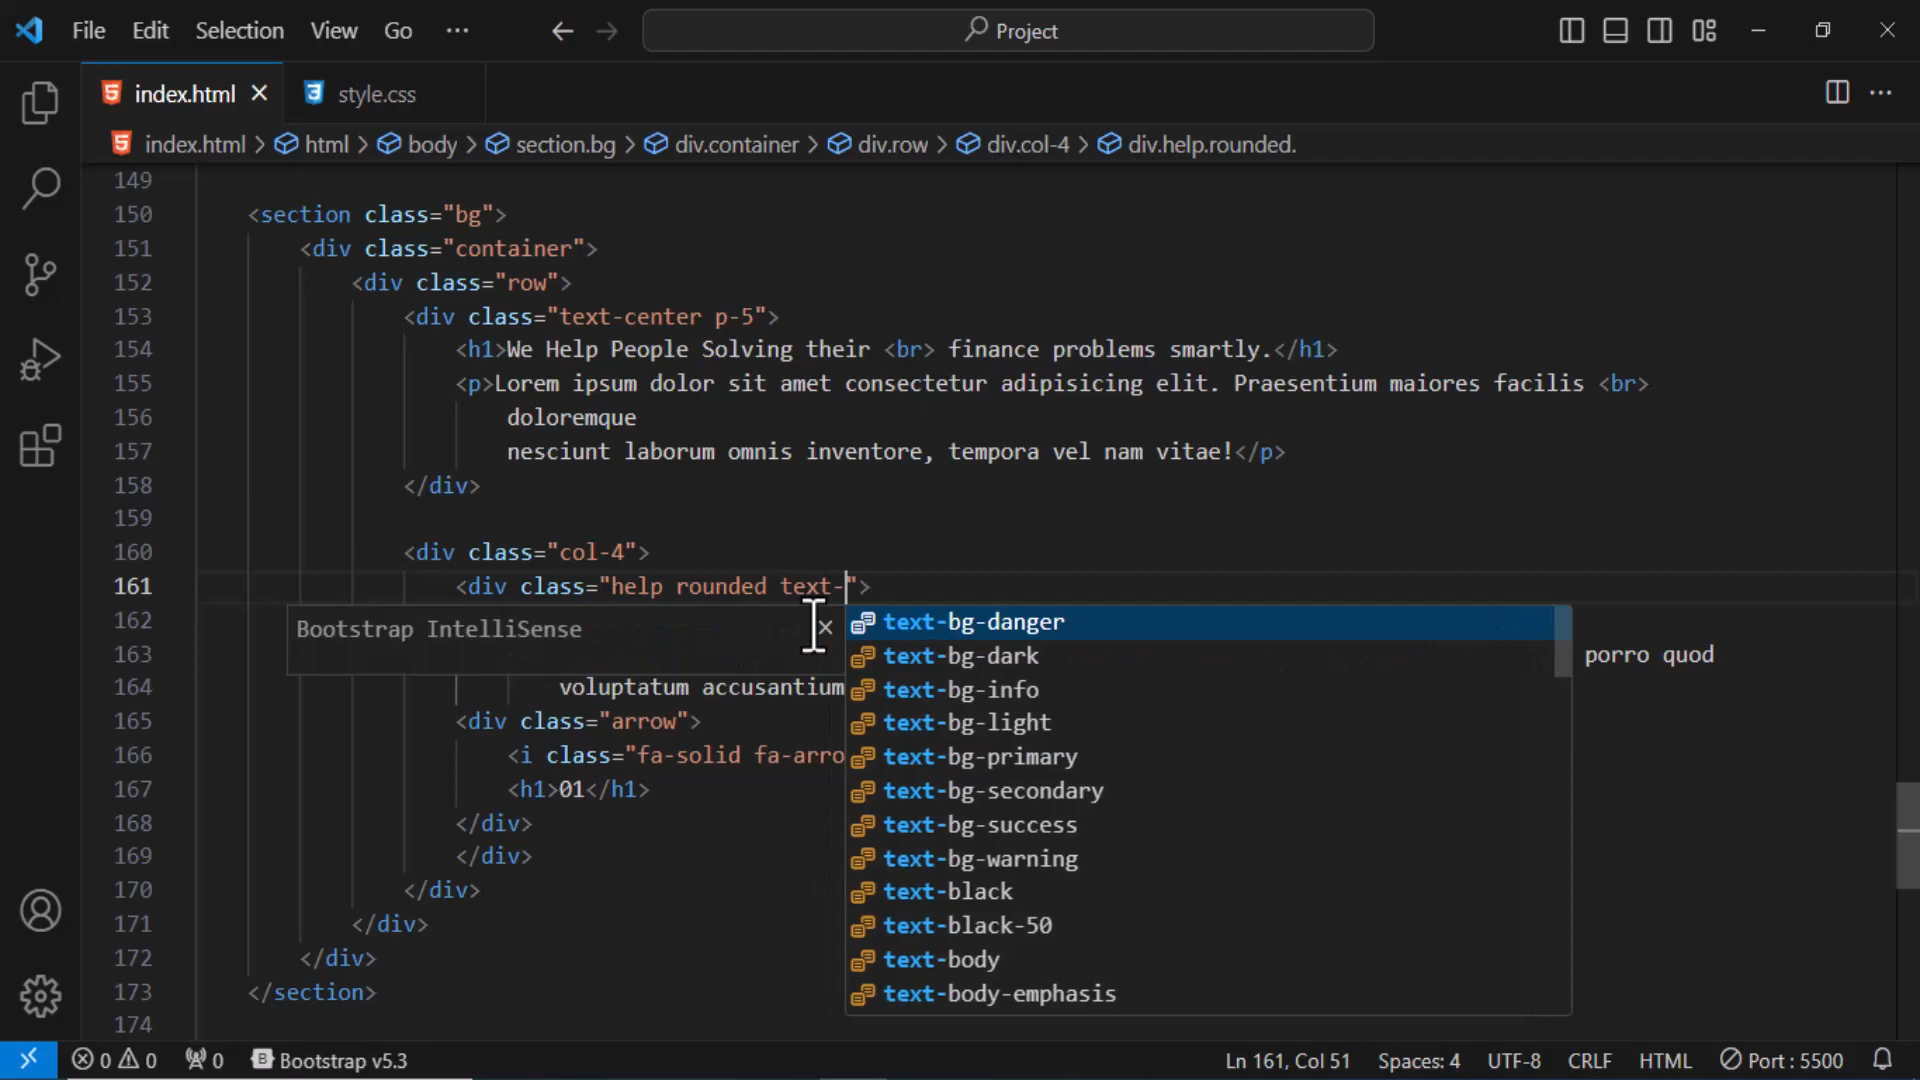 File Edit Selection View Go ··· Project
index.html style.css
index.html > html > body > section.bg > div.container > div.row > div.col-4 > div.help.rounded.
149
150 <section class="bg">
151 <div class="container">
152 <div class="row">
153 <div class="text-center p-5">
154 <h1>We Help People Solving their <br> finance problems smartly.</h1>
155 <p>Lorem ipsum dolor sit amet consectetur adipisicing elit. Praesentium maiores facilis <br>
156 doloremque
157 nesciunt laborum omnis inventore, tempora vel nam vitae!</p>
158 </div>
159
160 <div class="col-4">
161 <div class="help rounded text-">
162 Bootstrap IntelliSense × text-bg-danger
163 text-bg-dark porro quod
text-bg-info
164 voluptatum accusantium
165 <div class="arrow"> text-bg-light
166 <i class="fa-solid fa-arro text-bg-primary
167 <h1>01</h1> text-bg-secondary
168 </div> text-bg-success
169 </div> text-bg-warning
170 </div> text-black
171 </div> text-black-50
172 </div> text-body
173 </section> text-body-emphasis
174
0 0 0 Bootstrap v5.3 Ln 161, Col 51 Spaces: 4 UTF-8 CRLF HTML Port : 5500